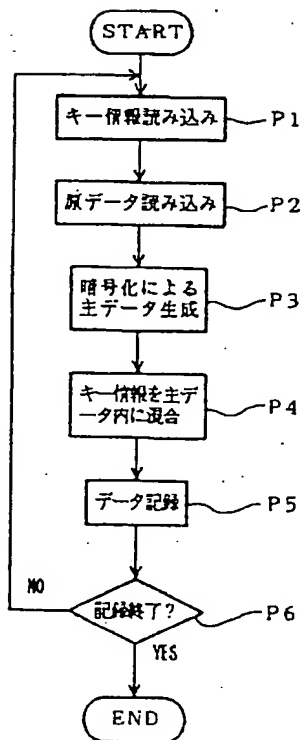 START
キー情報読み込み
P1
原データ読み込み
P2
暗号化による
主データ生成
P3
キー情報を主デ
ータ内に混合
P4
データ記録
P5
記録終了?
P6
NO
YES
END